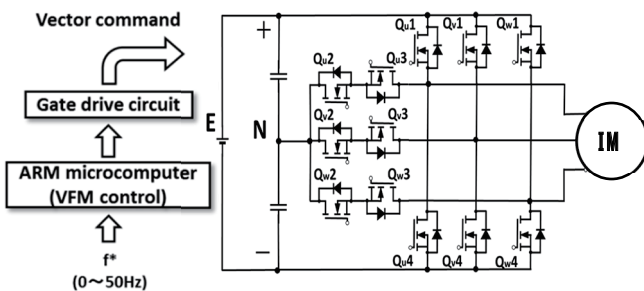 Vector command
Gate drive circuit
ARM microcomputer
(VFM control)
f*
(0～50Hz)
E
+
N
−
Qu1
Qv1
Qw1
Qu2
Qu3
Qv2
Qv3
Qw2
Qw3
Qu4
Qv4
Qw4
IM